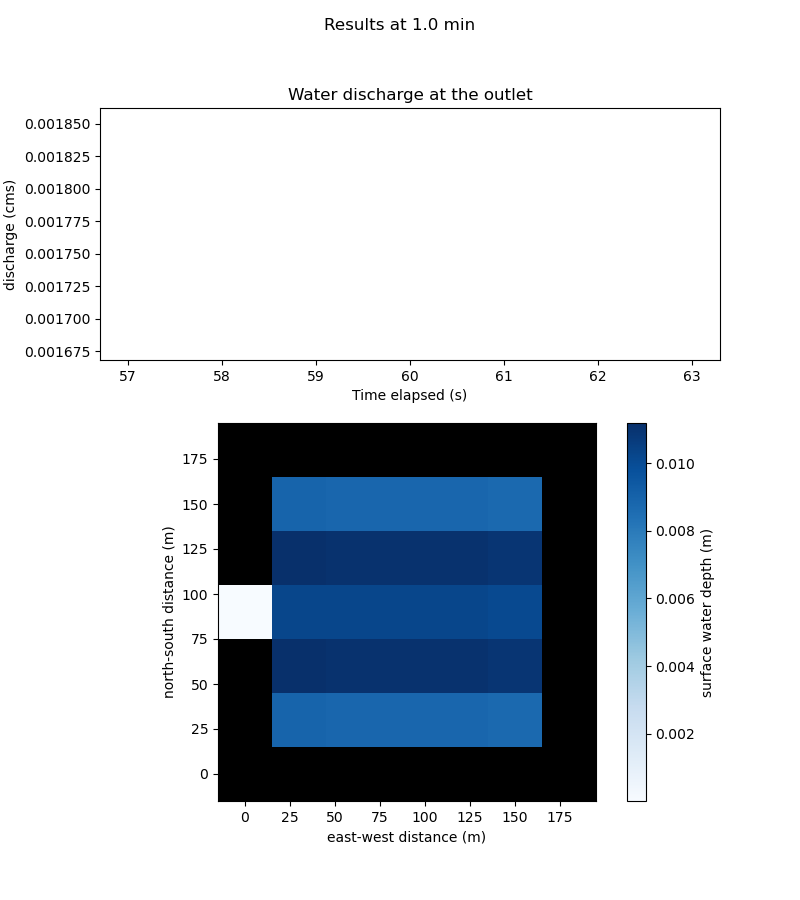 Results at 1.0 min
Water discharge at the outlet
0.001850
0.001825
0.001800
0.001775
0.001750
0.001725
0.001700
0.001675
discharge (cms)
57 58 59 60 61 62 63
Time elapsed (s)
175
150
125
100
75
50
25
0
north-south distance (m)
0 25 50 75 100 125 150 175
east-west distance (m)
0.010
0.008
0.006
0.004
0.002
surface water depth (m)